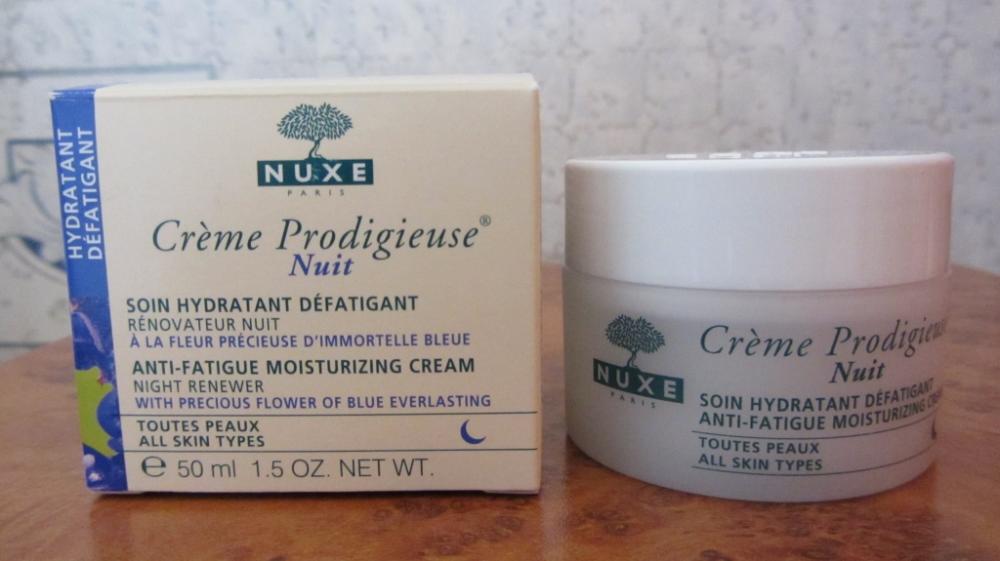 HYDRATANT
DÉFATIGANT
NUXE
PARIS
Crème Prodigieuse®
Nuit
SOIN HYDRATANT DÉFATIGANT
RÉNOVATEUR NUIT
À LA FLEUR PRÉCIEUSE D'IMMORTELLE BLEUE
ANTI-FATIGUE MOISTURIZING CREAM
NIGHT RENEWER
WITH PRECIOUS FLOWER OF BLUE EVERLASTING
TOUTES PEAUX
ALL SKIN TYPES
℮ 50 ml 1.5 OZ. NET WT.
NUXE
PARIS
Crème Prodigieus
Nuit
SOIN HYDRATANT DÉFATIGANT
ANTI-FATIGUE MOISTURIZING CREAM
TOUTES PEAUX
ALL SKIN TYPES